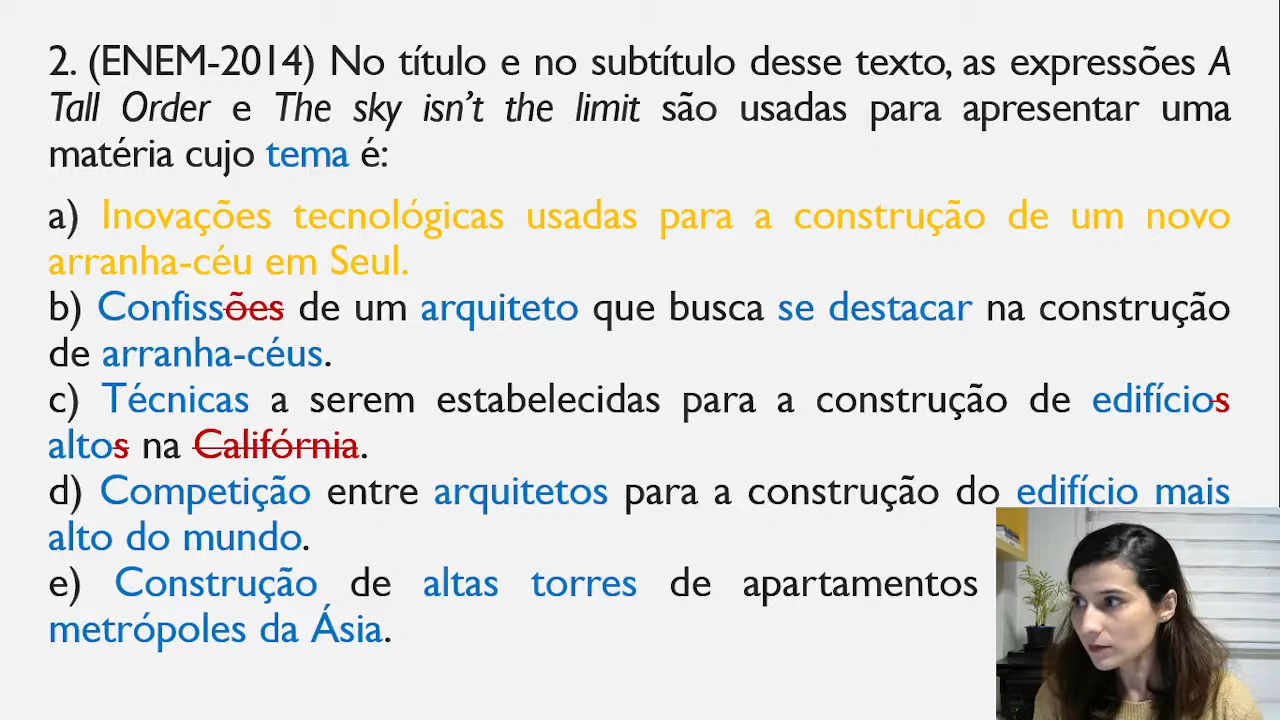 2. (ENEM-2014) No título e no subtítulo desse texto, as expressões A
Tall Order e The sky isn’t the limit são usadas para apresentar uma
matéria cujo tema é:
a) Inovações tecnológicas usadas para a construção de um novo
arranha-céu em Seul.
b) Confissões de um arquiteto que busca se destacar na construção
de arranha-céus.
c) Técnicas a serem estabelecidas para a construção de edifícios
altos na Califórnia.
d) Competição entre arquitetos para a construção do edifício mais
alto do mundo.
e) Construção de altas torres de apartamentos
metrópoles da Ásia.